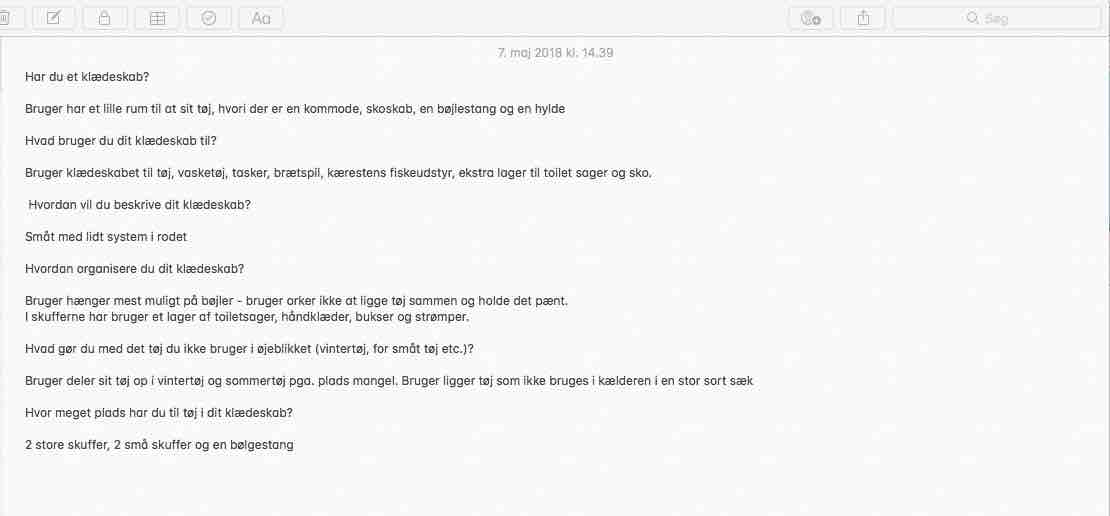 Aa
Søg
7. maj 2018 kl. 14.39
Har du et klædeskab?
Bruger har et lille rum til at sit tøj, hvori der er en kommode, skoskab, en bøjlestang og en hylde
Hvad bruger du dit klædeskab til?
Bruger klædeskabet til tøj, vasketøj, tasker, brætspil, kærestens fiskeudstyr, ekstra lager til toilet sager og sko.
Hvordan vil du beskrive dit klædeskab?
Småt med lidt system i rodet
Hvordan organisere du dit klædeskab?
Bruger hænger mest muligt på bøjler - bruger orker ikke at ligge tøj sammen og holde det pænt.
I skufferne har bruger et lager af toiletsager, håndklæder, bukser og strømper.
Hvad gør du med det tøj du ikke bruger i øjeblikket (vintertøj, for småt tøj etc.)?
Bruger deler sit tøj op i vintertøj og sommertøj pga. plads mangel. Bruger ligger tøj som ikke bruges i kælderen i en stor sort sæk
Hvor meget plads har du til tøj i dit klædeskab?
2 store skuffer, 2 små skuffer og en bølgestang